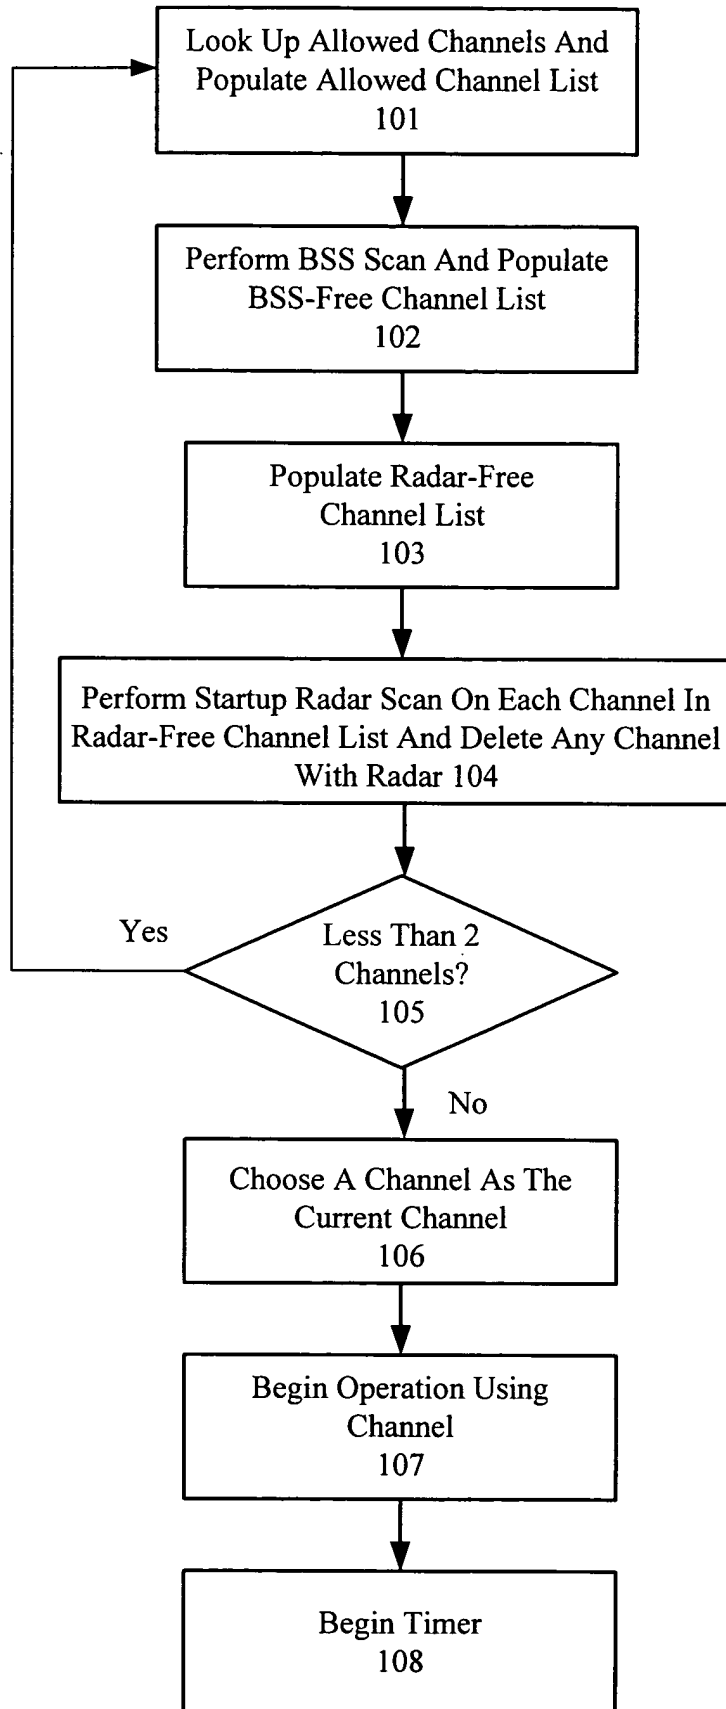 Look Up Allowed Channels And
Populate Allowed Channel List
101
Perform BSS Scan And Populate
BSS-Free Channel List
102
Populate Radar-Free
Channel List
103
Perform Startup Radar Scan On Each Channel In
Radar-Free Channel List And Delete Any Channel
With Radar 104
Yes
Less Than 2
Channels?
105
No
Choose A Channel As The
Current Channel
106
Begin Operation Using
Channel
107
Begin Timer
108